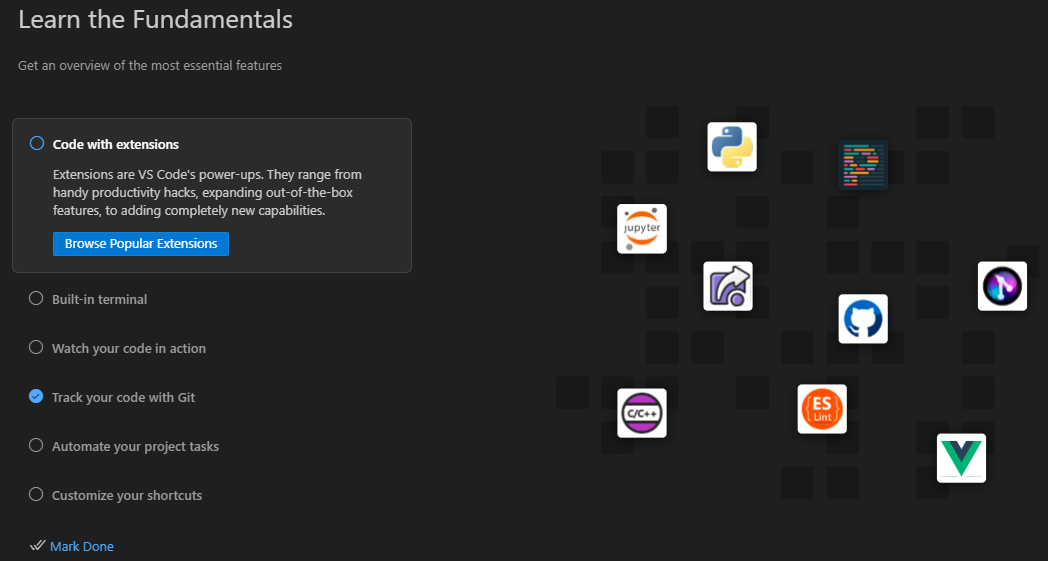 Learn the Fundamentals
Get an overview of the most essential features
Code with extensions
Extensions are VS Code's power-ups. They range from
handy productivity hacks, expanding out-of-the-box
features, to adding completely new capabilities.
Browse Popular Extensions
Built-in terminal
Watch your code in action
Track your code with Git
Automate your project tasks
Customize your shortcuts
Mark Done
jupyter
C/C++
ES
Lint